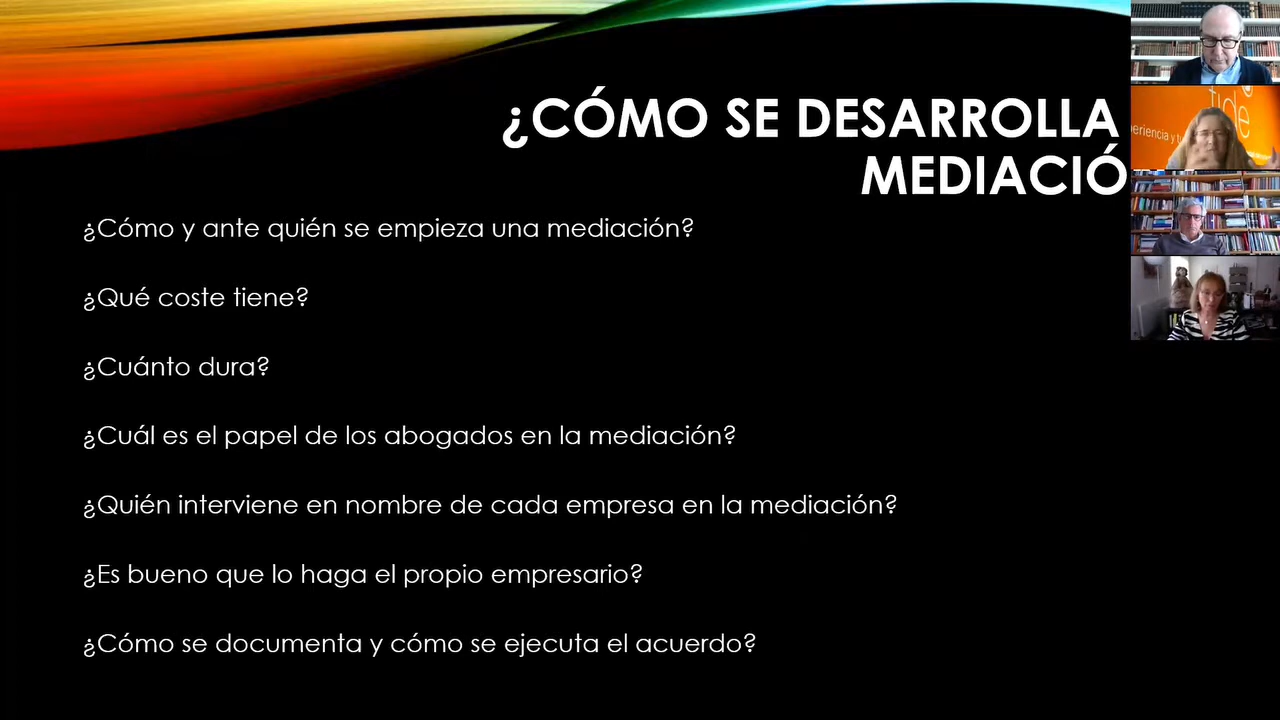 ¿CÓMO SE DESARROLLA
MEDIACIÓ
¿Cómo y ante quién se empieza una mediación?
¿Qué coste tiene?
¿Cuánto dura?
¿Cuál es el papel de los abogados en la mediación?
¿Quién interviene en nombre de cada empresa en la mediación?
¿Es bueno que lo haga el propio empresario?
¿Cómo se documenta y cómo se ejecuta el acuerdo?
tide
periencia y t